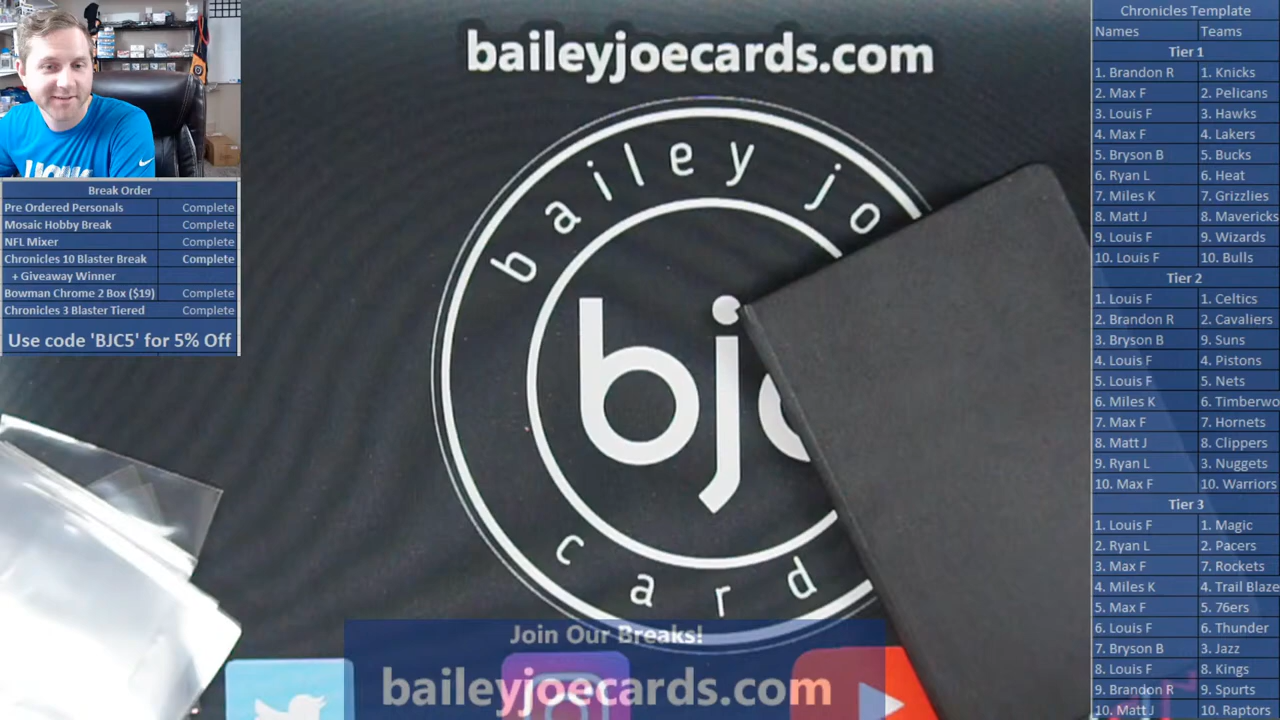 baileyjoecards.com
bailey jo
bjc
card
Join Our Breaks!
baileyjoecards.com
Break Order
Pre Ordered Personals Complete
Mosaic Hobby Break Complete
NFL Mixer Complete
Chronicles 10 Blaster Break Complete
+ Giveaway Winner
Bowman Chrome 2 Box ($19) Complete
Chronicles 3 Blaster Tiered Complete
Use code 'BJC5' for 5% Off
Chronicles Template
Names Teams
Tier 1
1. Brandon R 1. Knicks
2. Max F 2. Pelicans
3. Louis F 3. Hawks
4. Max F 4. Lakers
5. Bryson B 5. Bucks
6. Ryan L 6. Heat
7. Miles K 7. Grizzlies
8. Matt J 8. Mavericks
9. Louis F 9. Wizards
10. Louis F 10. Bulls
Tier 2
1. Louis F 1. Celtics
2. Brandon R 2. Cavaliers
3. Bryson B 9. Suns
4. Louis F 4. Pistons
5. Louis F 5. Nets
6. Miles K 6. Timberwo
7. Max F 7. Hornets
8. Matt J 8. Clippers
9. Ryan L 3. Nuggets
10. Max F 10. Warriors
Tier 3
1. Louis F 1. Magic
2. Ryan L 2. Pacers
3. Max F 7. Rockets
4. Miles K 4. Trail Blaze
5. Max F 5. 76ers
6. Louis F 6. Thunder
7. Bryson B 3. Jazz
8. Louis F 8. Kings
9. Brandon R 9. Spurts
10. Matt J 10. Raptors